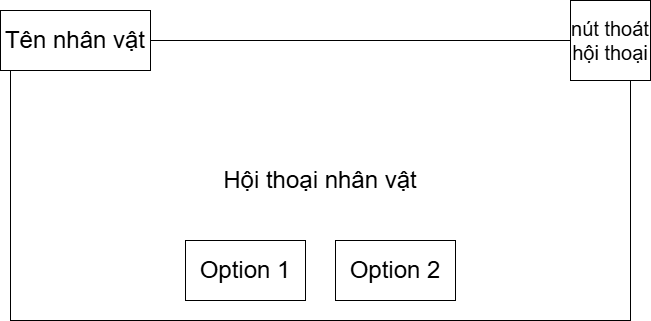 Tên nhân vật
nút thoát
hội thoại
Hội thoại nhân vật
Option 1
Option 2